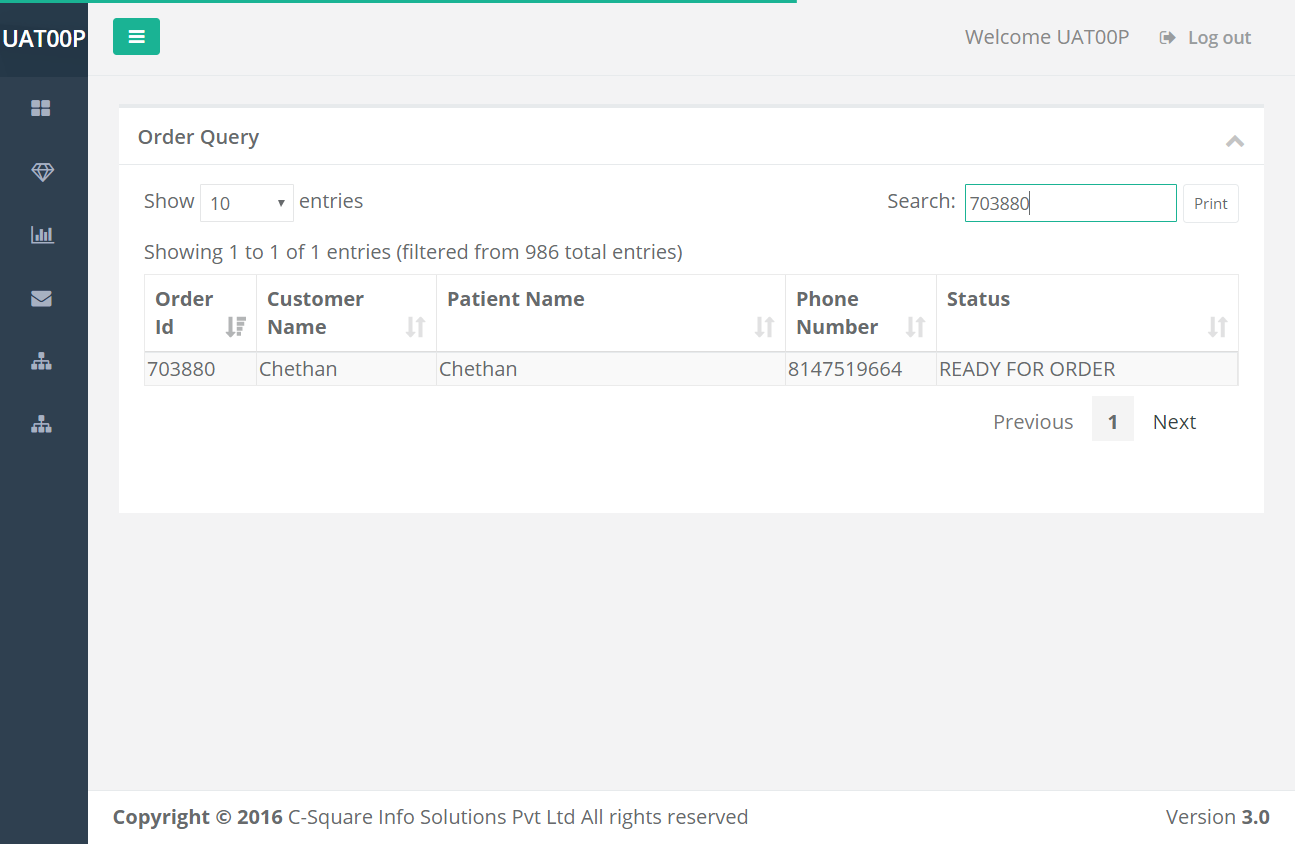 UAT00P
Welcome UAT00P Log out
Order Query
Show 10 entries Search: 703880 Print
Showing 1 to 1 of 1 entries (filtered from 986 total entries)
Order Id Customer Name Patient Name Phone Number Status
703880 Chethan Chethan 8147519664 READY FOR ORDER
Previous 1 Next
Copyright © 2016 C-Square Info Solutions Pvt Ltd All rights reserved Version 3.0